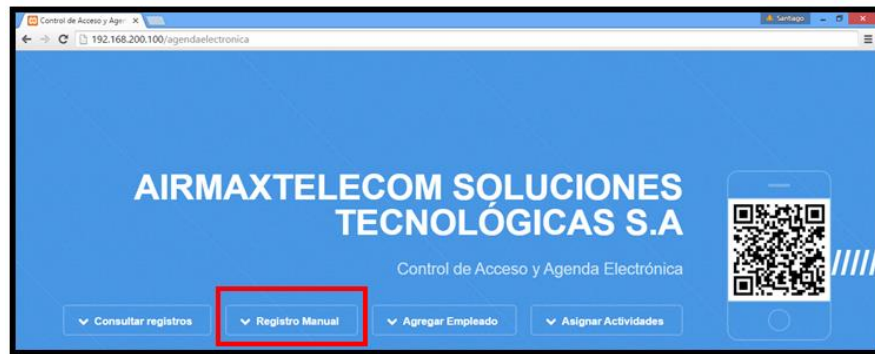 Control de Acceso y Agen
Santiago
192.168.200.100/agendaelectronica
AIRMAXTELECOM SOLUCIONES
TECNOLÓGICAS S.A
Control de Acceso y Agenda Electrónica
Consultar registros
Registro Manual
Agregar Empleado
Asignar Actividades